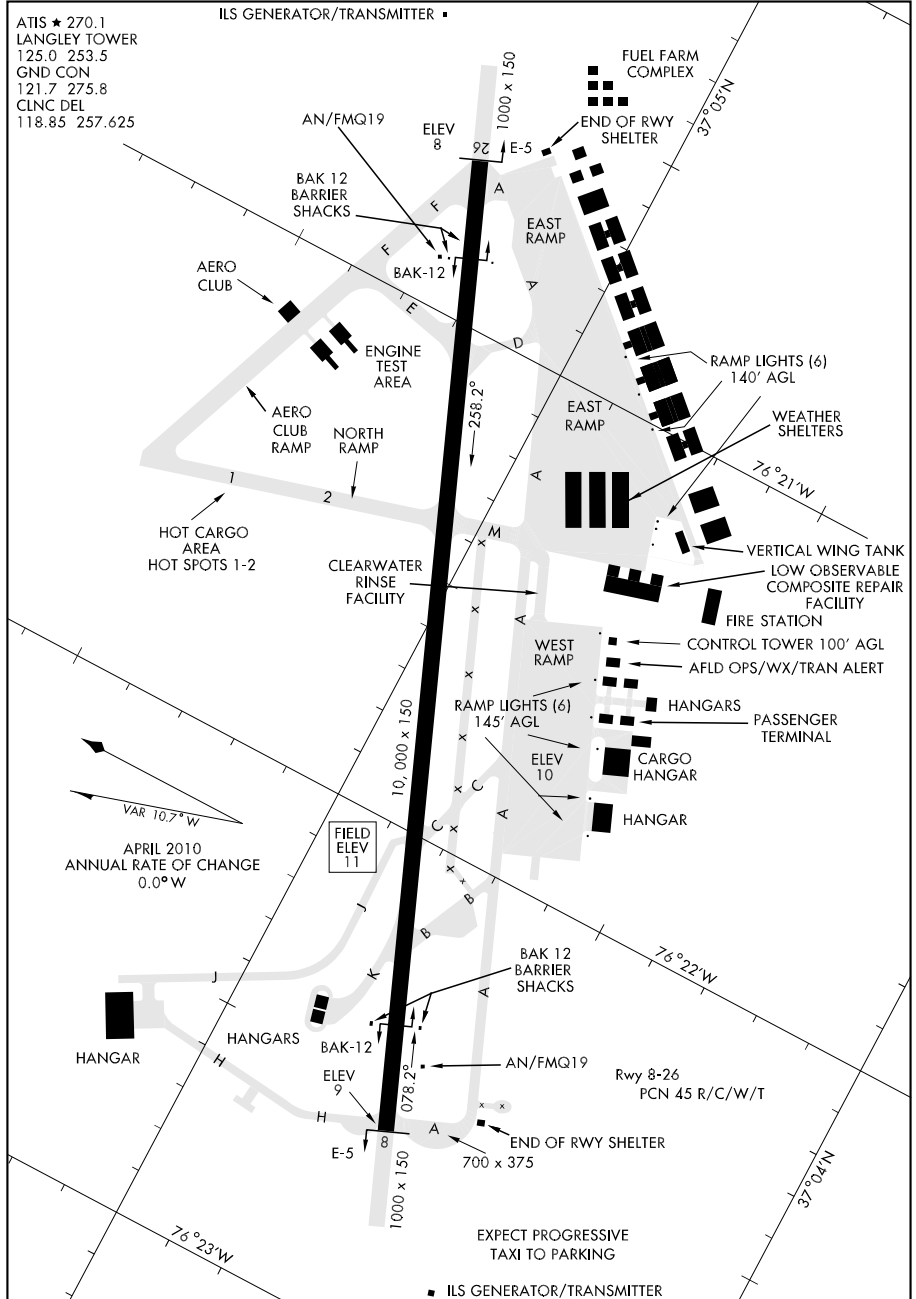 ATIS ★ 270.1
LANGLEY TOWER
125.0 253.5
GND CON
121.7 275.8
CLNC DEL
118.85 257.625
ILS GENERATOR/TRANSMITTER
FUEL FARM
COMPLEX
37°05'N
1000 x 150
END OF RWY
SHELTER
AN/FMQ19
ELEV
8
26
E-5
BAK 12
BARRIER
SHACKS
A
F
F
EAST
RAMP
BAK-12
AERO
CLUB
A
E
D
ENGINE
TEST
AREA
RAMP LIGHTS (6)
140' AGL
258.2°
AERO
CLUB
RAMP
NORTH
RAMP
EAST
RAMP
WEATHER
SHELTERS
76°21'W
A
1
2
HOT CARGO
AREA
HOT SPOTS 1-2
M
x
VERTICAL WING TANK
CLEARWATER
RINSE
FACILITY
LOW OBSERVABLE
COMPOSITE REPAIR
FACILITY
x
A
FIRE STATION
WEST
RAMP
CONTROL TOWER 100' AGL
AFLD OPS/WX/TRAN ALERT
x
RAMP LIGHTS (6)
145' AGL
HANGARS
PASSENGER
TERMINAL
x
10,000 x 150
x
ELEV
10
CARGO
HANGAR
x
C
VAR 10.7° W
x
C
A
HANGAR
APRIL 2010
ANNUAL RATE OF CHANGE
0.0° W
FIELD
ELEV
11
x
x
x
J
B
B
76°22'W
BAK 12
BARRIER
SHACKS
K
J
A
HANGARS
BAK-12
HANGAR
H
AN/FMQ19
078.2°
Rwy 8-26
PCN 45 R/C/W/T
ELEV
9
x x
H
A
8
E-5
END OF RWY SHELTER
700 x 375
1000 x 150
37°04'N
76°23'W
EXPECT PROGRESSIVE
TAXI TO PARKING
ILS GENERATOR/TRANSMITTER